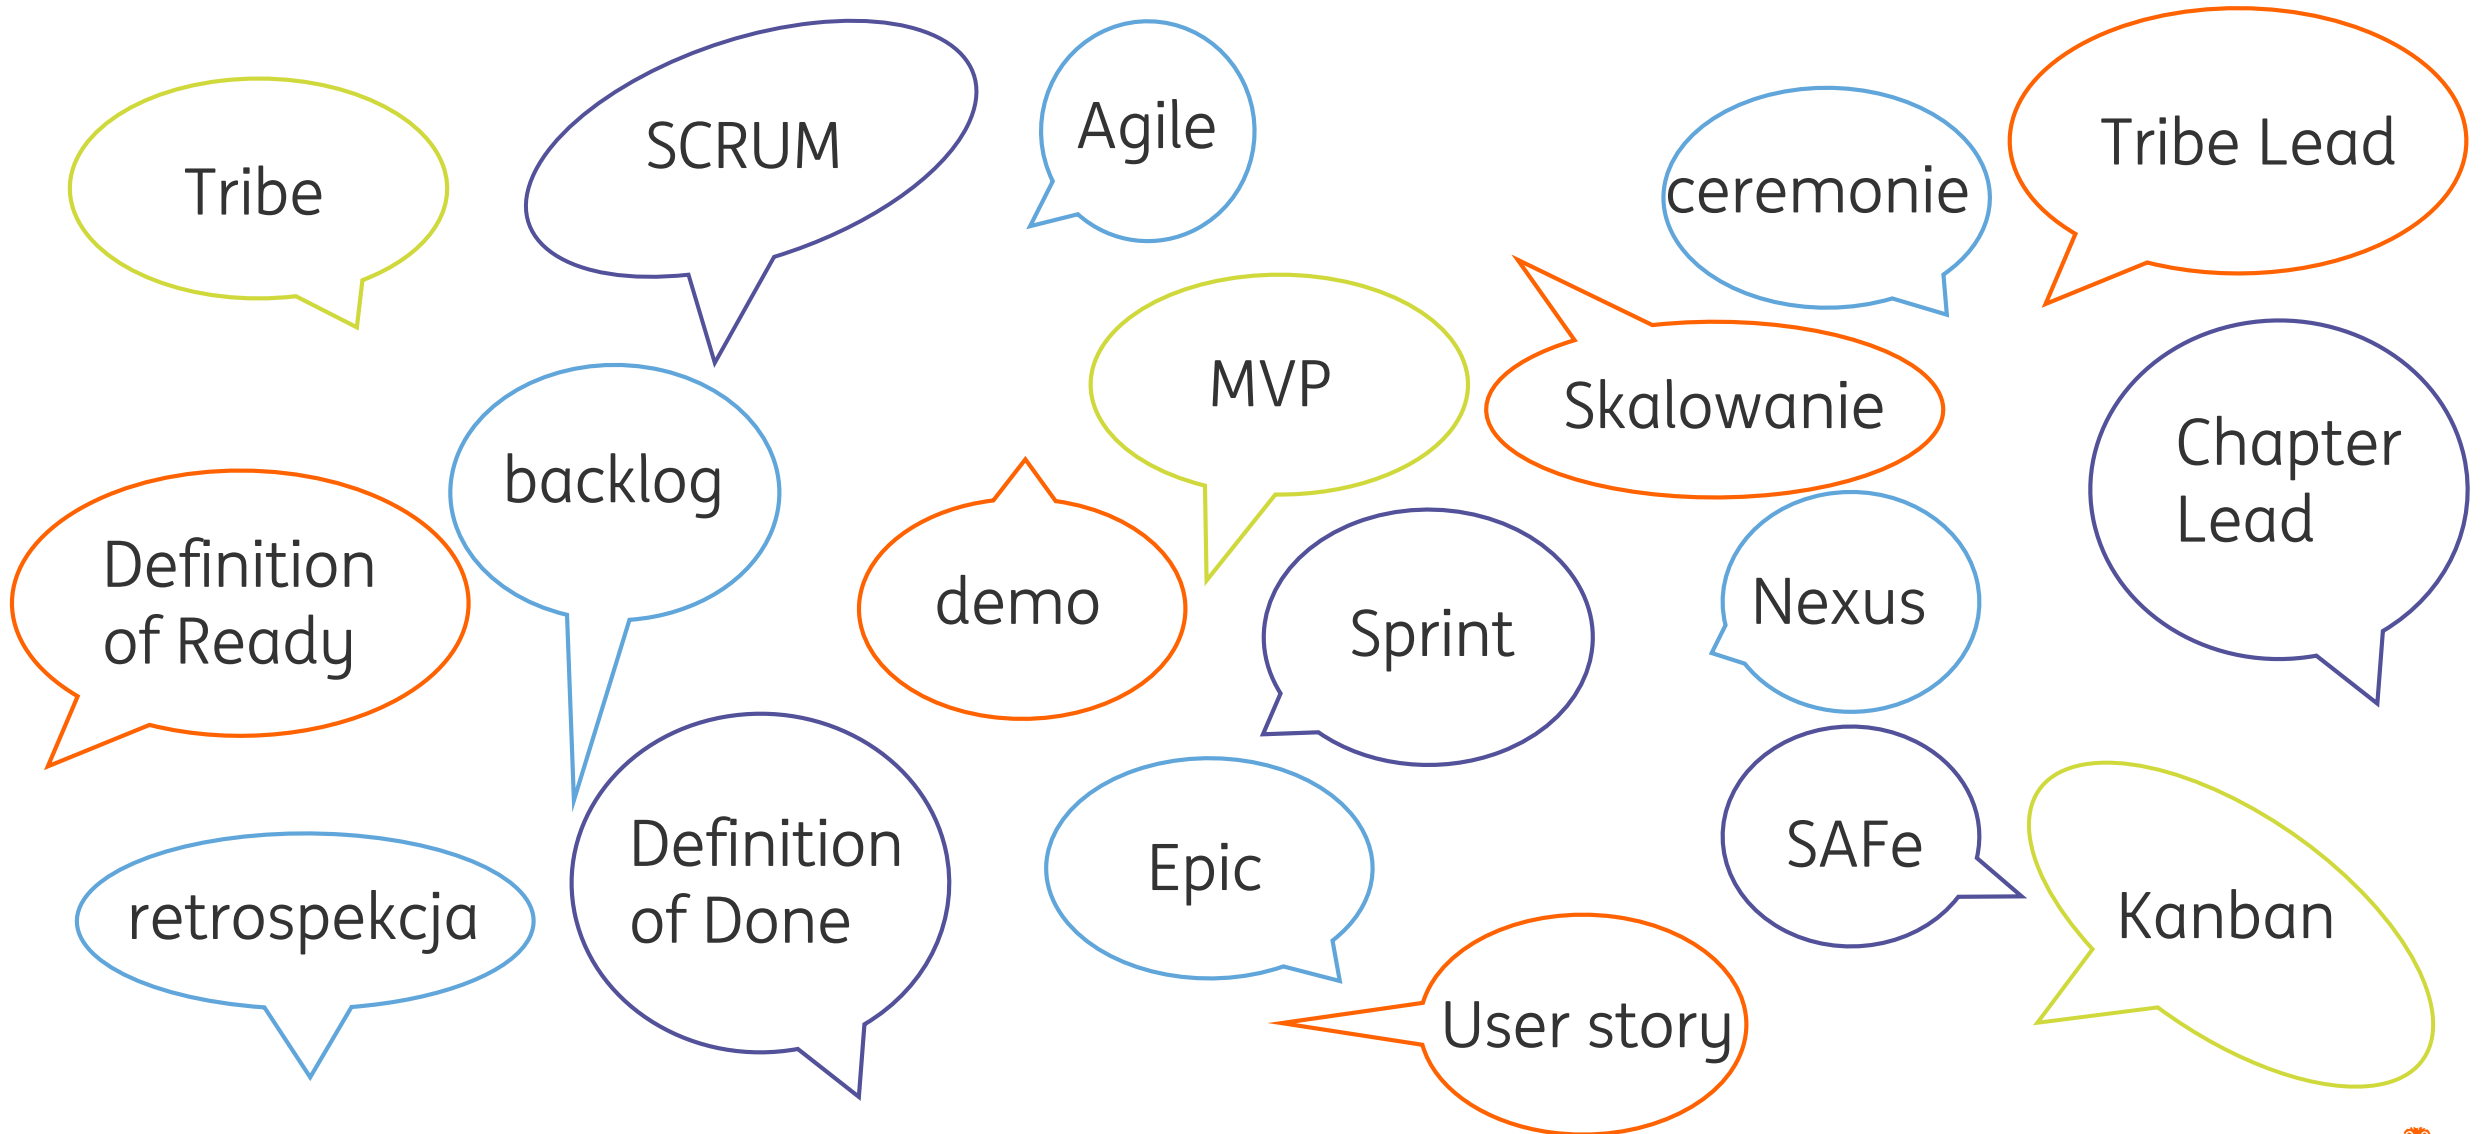 Tribe
SCRUM
Agile
ceremonie
Tribe Lead
MVP
Skalowanie
backlog
Chapter
Lead
Definition
of Ready
demo
Sprint
Nexus
Definition
of Done
Epic
SAFe
retrospekcja
Kanban
User story